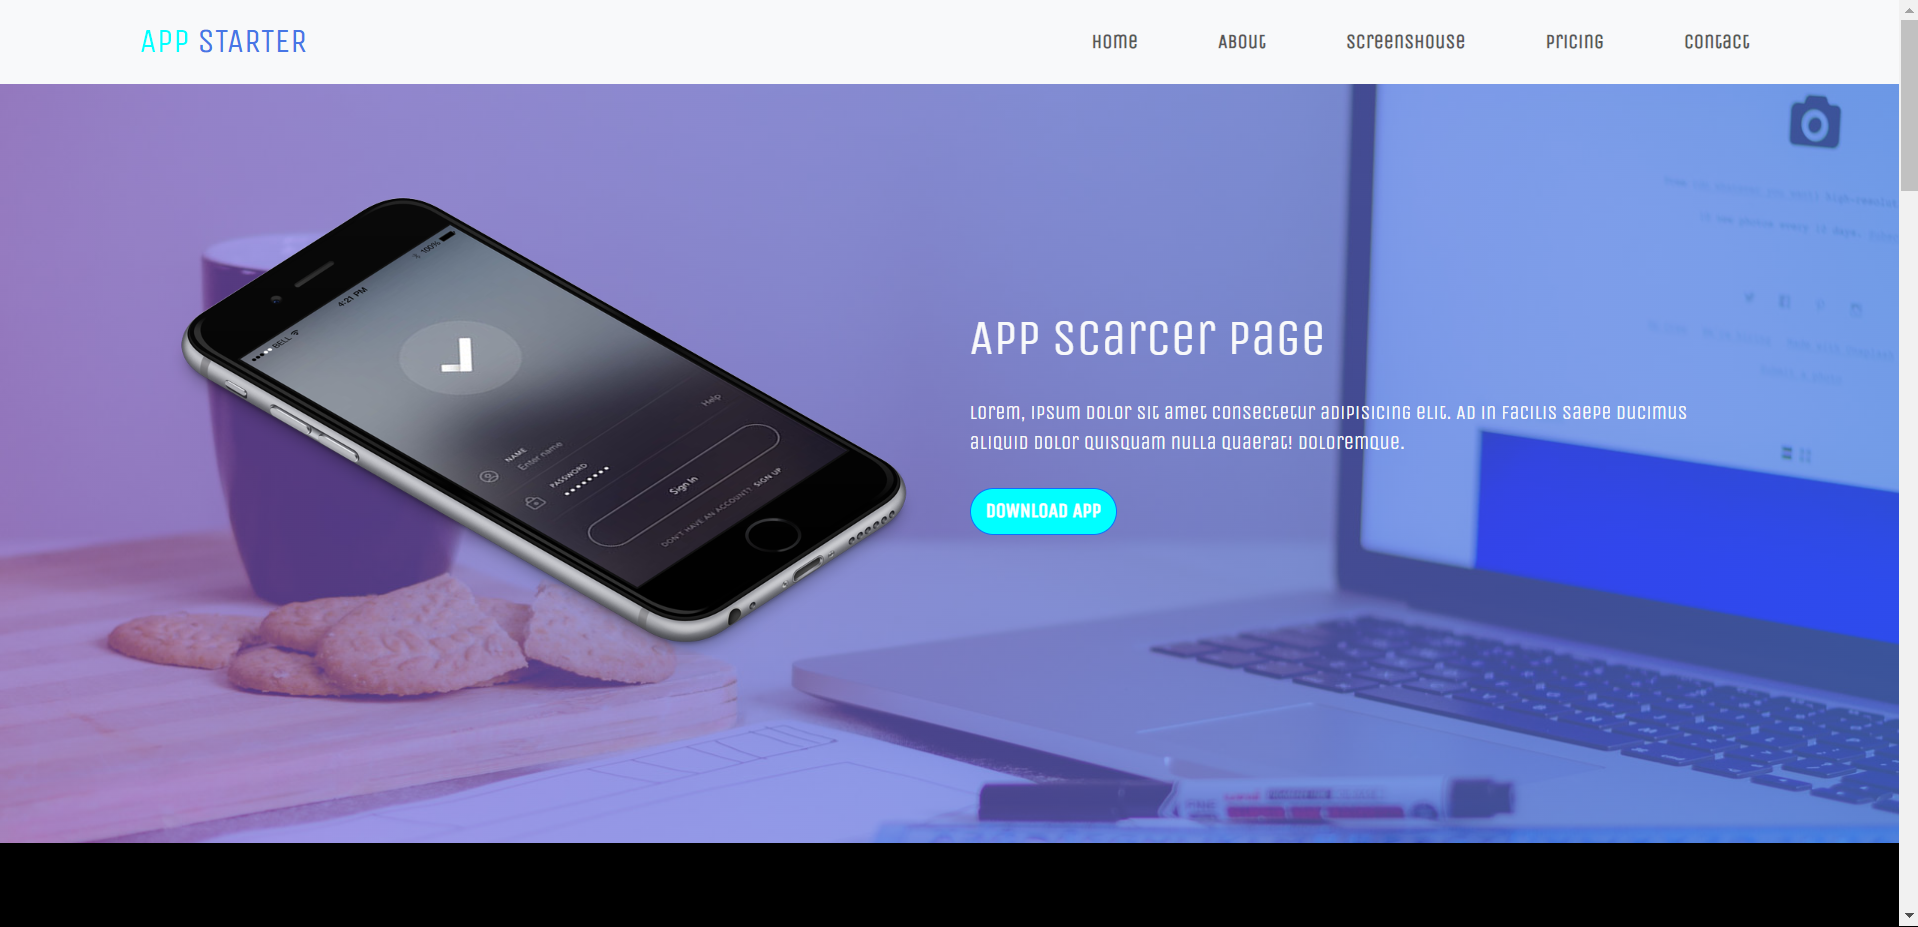 APP STARTER
Home
About
ScreensHouse
Pricing
Contact
APP Scarcer Page
Lorem, ipsum dolor sit amet consectetur adipisicing elit. Ad in facilis saepe ducimus
aliquid dolor quisquam nulla quaerat! Doloremque.
DOWNLOAD APP
BELL
4:21 PM
100%
NAME
Enter name
Help
PASSWORD
Sign In
DON'T HAVE AN ACCOUNT? SIGN UP